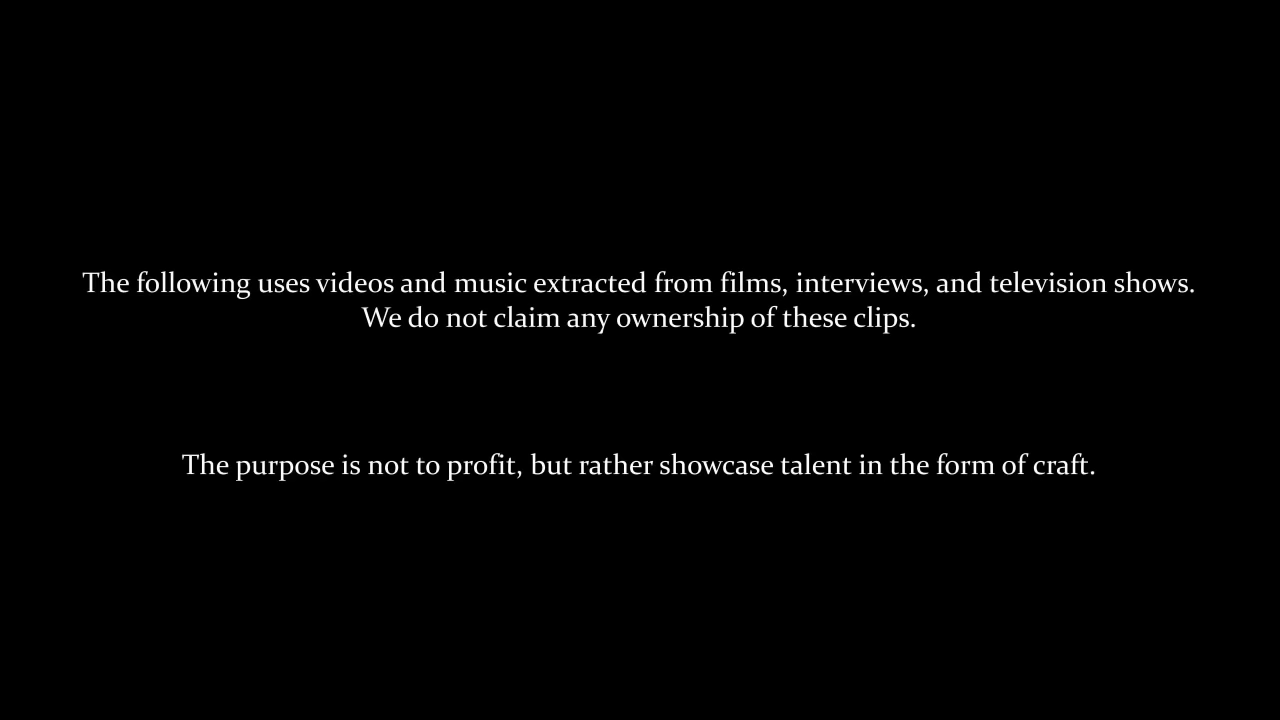 The following uses videos and music extracted from films, interviews, and television shows.
We do not claim any ownership of these clips.
The purpose is not to profit, but rather showcase talent in the form of craft.